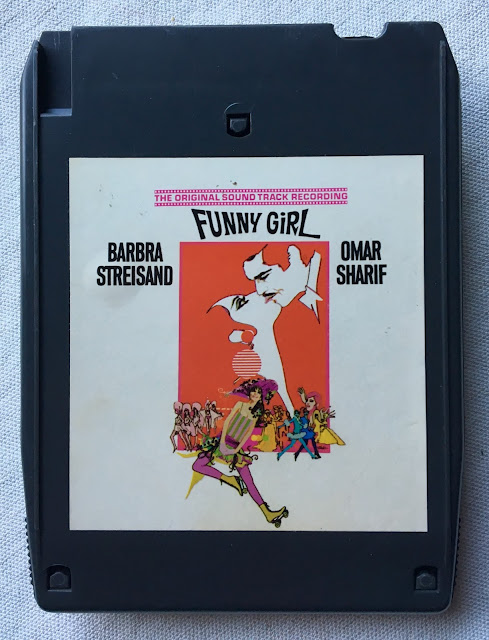 THE ORIGINAL SOUND TRACK RECORDING
FUNNY GiRL
BARBRA
STREISAND
OMAR
SHARIF